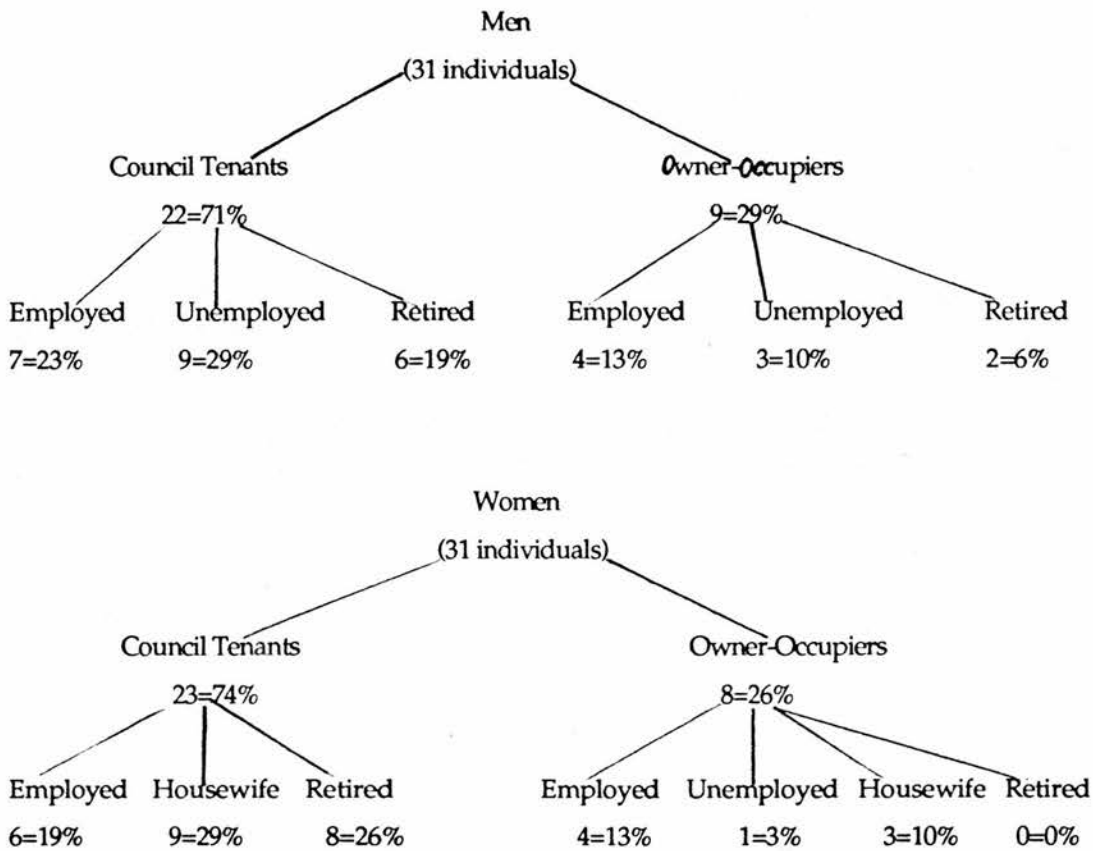 Men
(31 individuals)
Council Tenants Owner-occupiers
22=71% 9=29%
Employed Unemployed Retired Employed Unemployed Retired
7=23% 9=29% 6=19% 4=13% 3=10% 2=6%
Women
(31 individuals)
Council Tenants Owner-Occupiers
23=74% 8=26%
Employed Housewife Retired Employed Unemployed Housewife Retired
6=19% 9=29% 8=26% 4=13% 1=3% 3=10% 0=0%